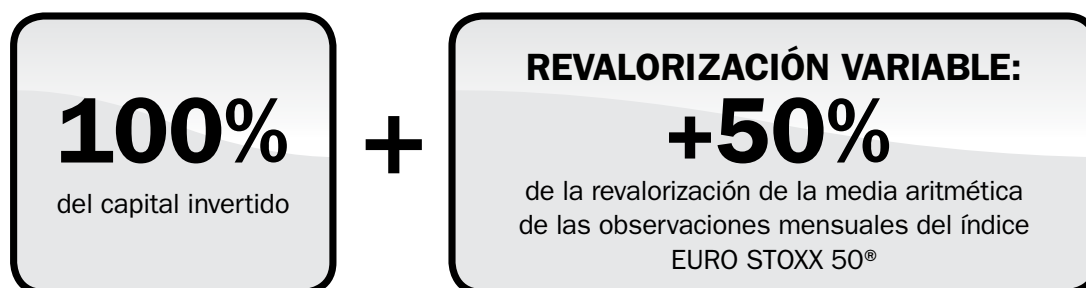 100%
del capital invertido
+
REVALORIZACIÓN VARIABLE:
+50%
de la revalorización de la media aritmética
de las observaciones mensuales del índice
EURO STOXX 50®